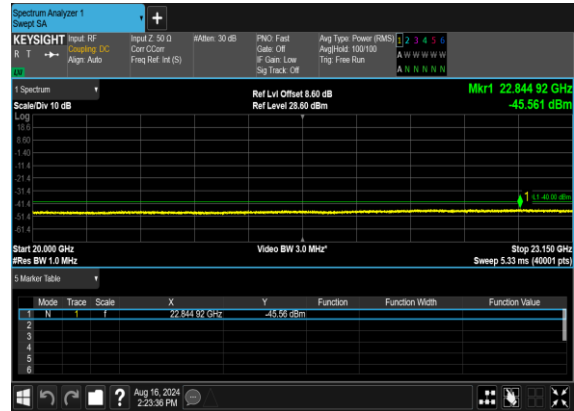 Spectrum Analyzer 1
Swept SA
KEYSIGHT Input: RF Input Z: 50 Ω #Atten: 30 dB PNO: Fast Avg Type: Power (RMS) 1 2 3 4 5 6
R T Coupling: DC Corr CCorr Gate: Off Avg|Hold: 100/100 A W W W W W
Align: Auto Freq Ref: Int (S) IF Gain: Low Trig: Free Run
LW Sig Track: Off A N N N N N
1 Spectrum Ref Lvl Offset 8.60 dB Mkr1 22.844 92 GHz
Scale/Div 10 dB Ref Level 28.60 dBm -45.561 dBm
Log
18.6
8.60
-1.40
-11.4
-21.4
-31.4
1 L1 -40.00 dBm
-41.4
-51.4
-61.4
Start 20.000 GHz Video BW 3.0 MHz* Stop 23.150 GHz
#Res BW 1.0 MHz Sweep 5.33 ms (40001 pts)
5 Marker Table
Mode Trace Scale X Y Function Function Width Function Value
1 N 1 f 22.844 92 GHz -45.56 dBm
2
3
4
5
6
? Aug 16, 2024
2:23:36 PM